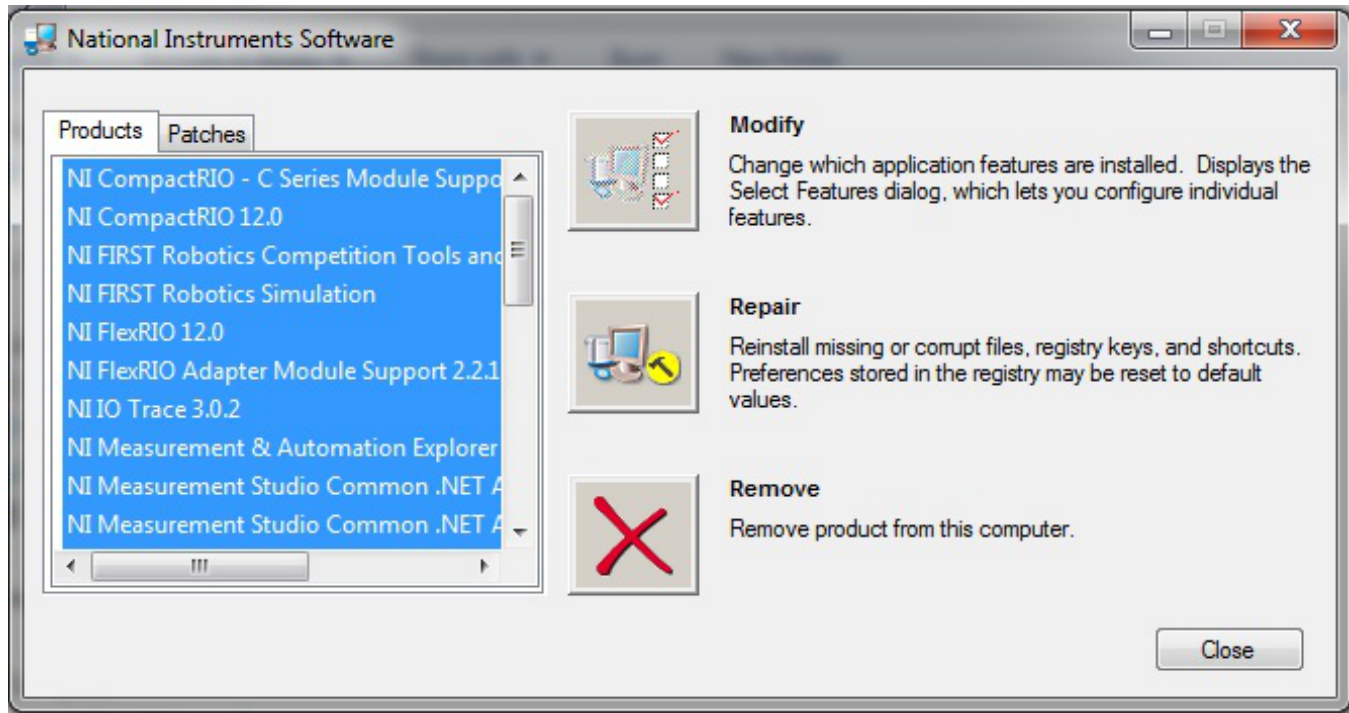 National Instruments Software
Products
Patches
NI CompactRIO - C Series Module Suppo
NI CompactRIO 12.0
NI FIRST Robotics Competition Tools and
NI FIRST Robotics Simulation
NI FlexRIO 12.0
NI FlexRIO Adapter Module Support 2.2.1
NI IO Trace 3.0.2
NI Measurement & Automation Explorer
NI Measurement Studio Common .NET A
NI Measurement Studio Common .NET A
Modify
Change which application features are installed. Displays the
Select Features dialog, which lets you configure individual
features.
Repair
Reinstall missing or corrupt files, registry keys, and shortcuts.
Preferences stored in the registry may be reset to default
values.
Remove
Remove product from this computer.
Close